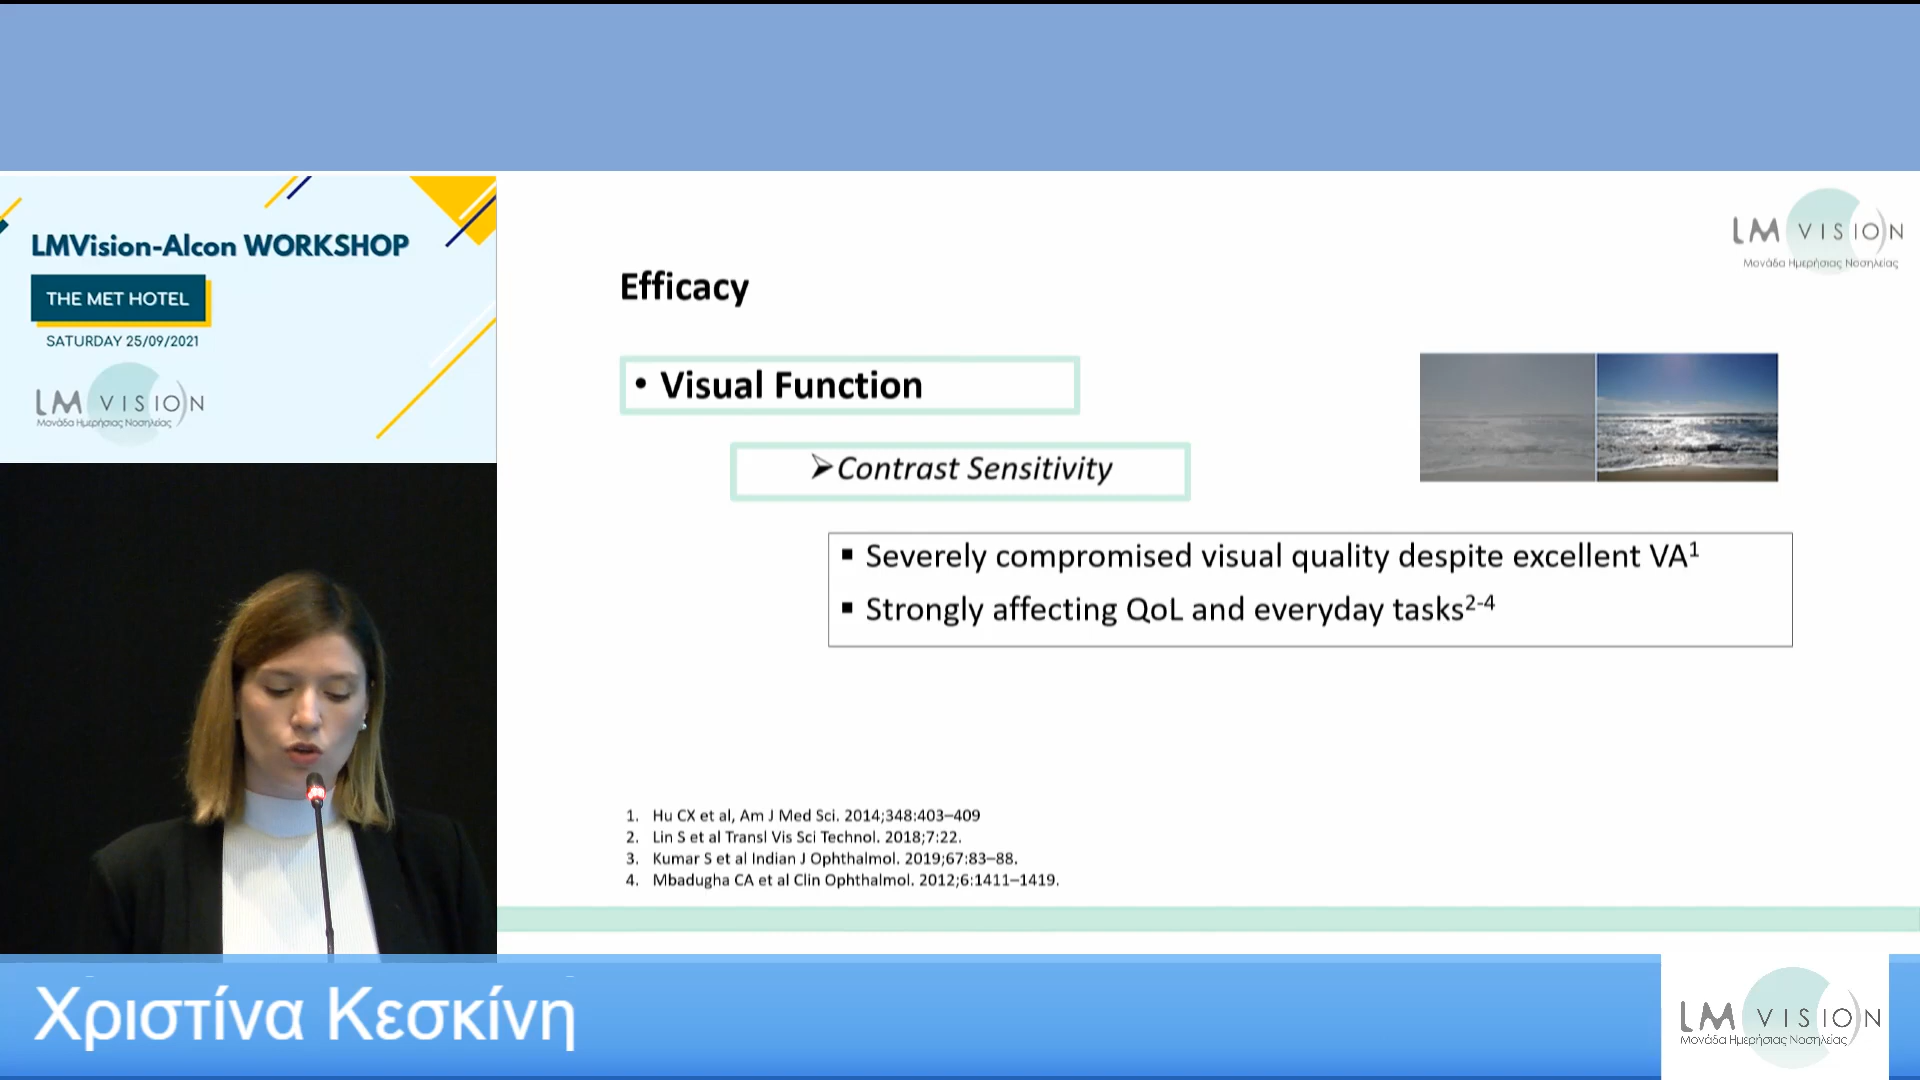 LMVision-Alcon WORKSHOP
THE MET HOTEL
SATURDAY 25/09/2021
LM VISION
Μονάδα Ημερήσιας Νοσηλείας
LM VISION
Μονάδα Ημερήσιας Νοσηλείας
Efficacy
• Visual Function
➢Contrast Sensitivity
▪ Severely compromised visual quality despite excellent VA¹
▪ Strongly affecting QoL and everyday tasks²⁻⁴
1. Hu CX et al, Am J Med Sci. 2014;348:403–409
2. Lin S et al Transl Vis Sci Technol. 2018;7:22.
3. Kumar S et al Indian J Ophthalmol. 2019;67:83–88.
4. Mbadugha CA et al Clin Ophthalmol. 2012;6:1411–1419.
Χριστίνα Κεσκίνη
LM VISION
Μονάδα Ημερήσιας Νοσηλείας